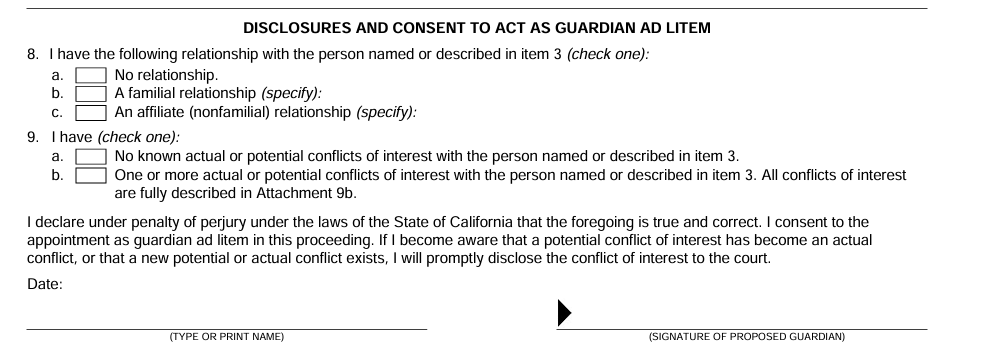 DISCLOSURES AND CONSENT TO ACT AS GUARDIAN AD LITEM
8. I have the following relationship with the person named or described in item 3 (check one):
a. No relationship.
b. A familial relationship (specify):
c. An affiliate (nonfamilial) relationship (specify):
9. I have (check one):
a. No known actual or potential conflicts of interest with the person named or described in item 3.
b. One or more actual or potential conflicts of interest with the person named or described in item 3. All conflicts of interest
are fully described in Attachment 9b.
I declare under penalty of perjury under the laws of the State of California that the foregoing is true and correct. I consent to the
appointment as guardian ad litem in this proceeding. If I become aware that a potential conflict of interest has become an actual
conflict, or that a new potential or actual conflict exists, I will promptly disclose the conflict of interest to the court.
Date:
(TYPE OR PRINT NAME) (SIGNATURE OF PROPOSED GUARDIAN)